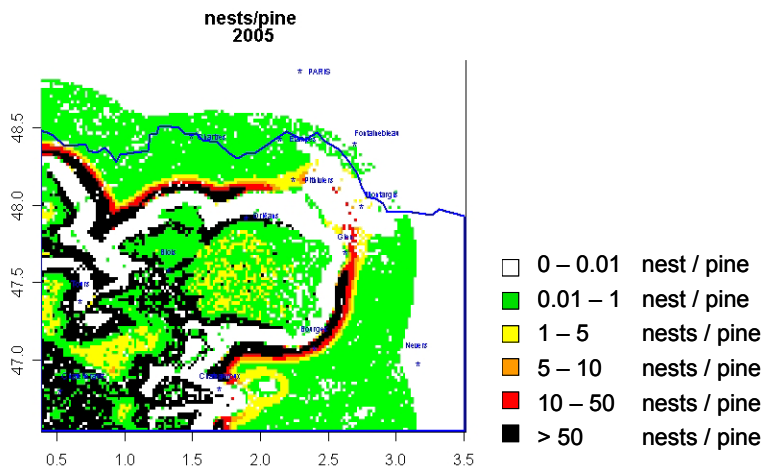 nests/pine
2005
PARIS
Fontainebleau
Pithiviers
Montargis
Orléans
Gien
Blois
Tours
Bourges
Nevers
48.5
48.0
47.5
47.0
0.5 1.0 1.5 2.0 2.5 3.0 3.5
0 – 0.01 nest / pine
0.01 – 1 nest / pine
1 – 5 nests / pine
5 – 10 nests / pine
10 – 50 nests / pine
> 50 nests / pine